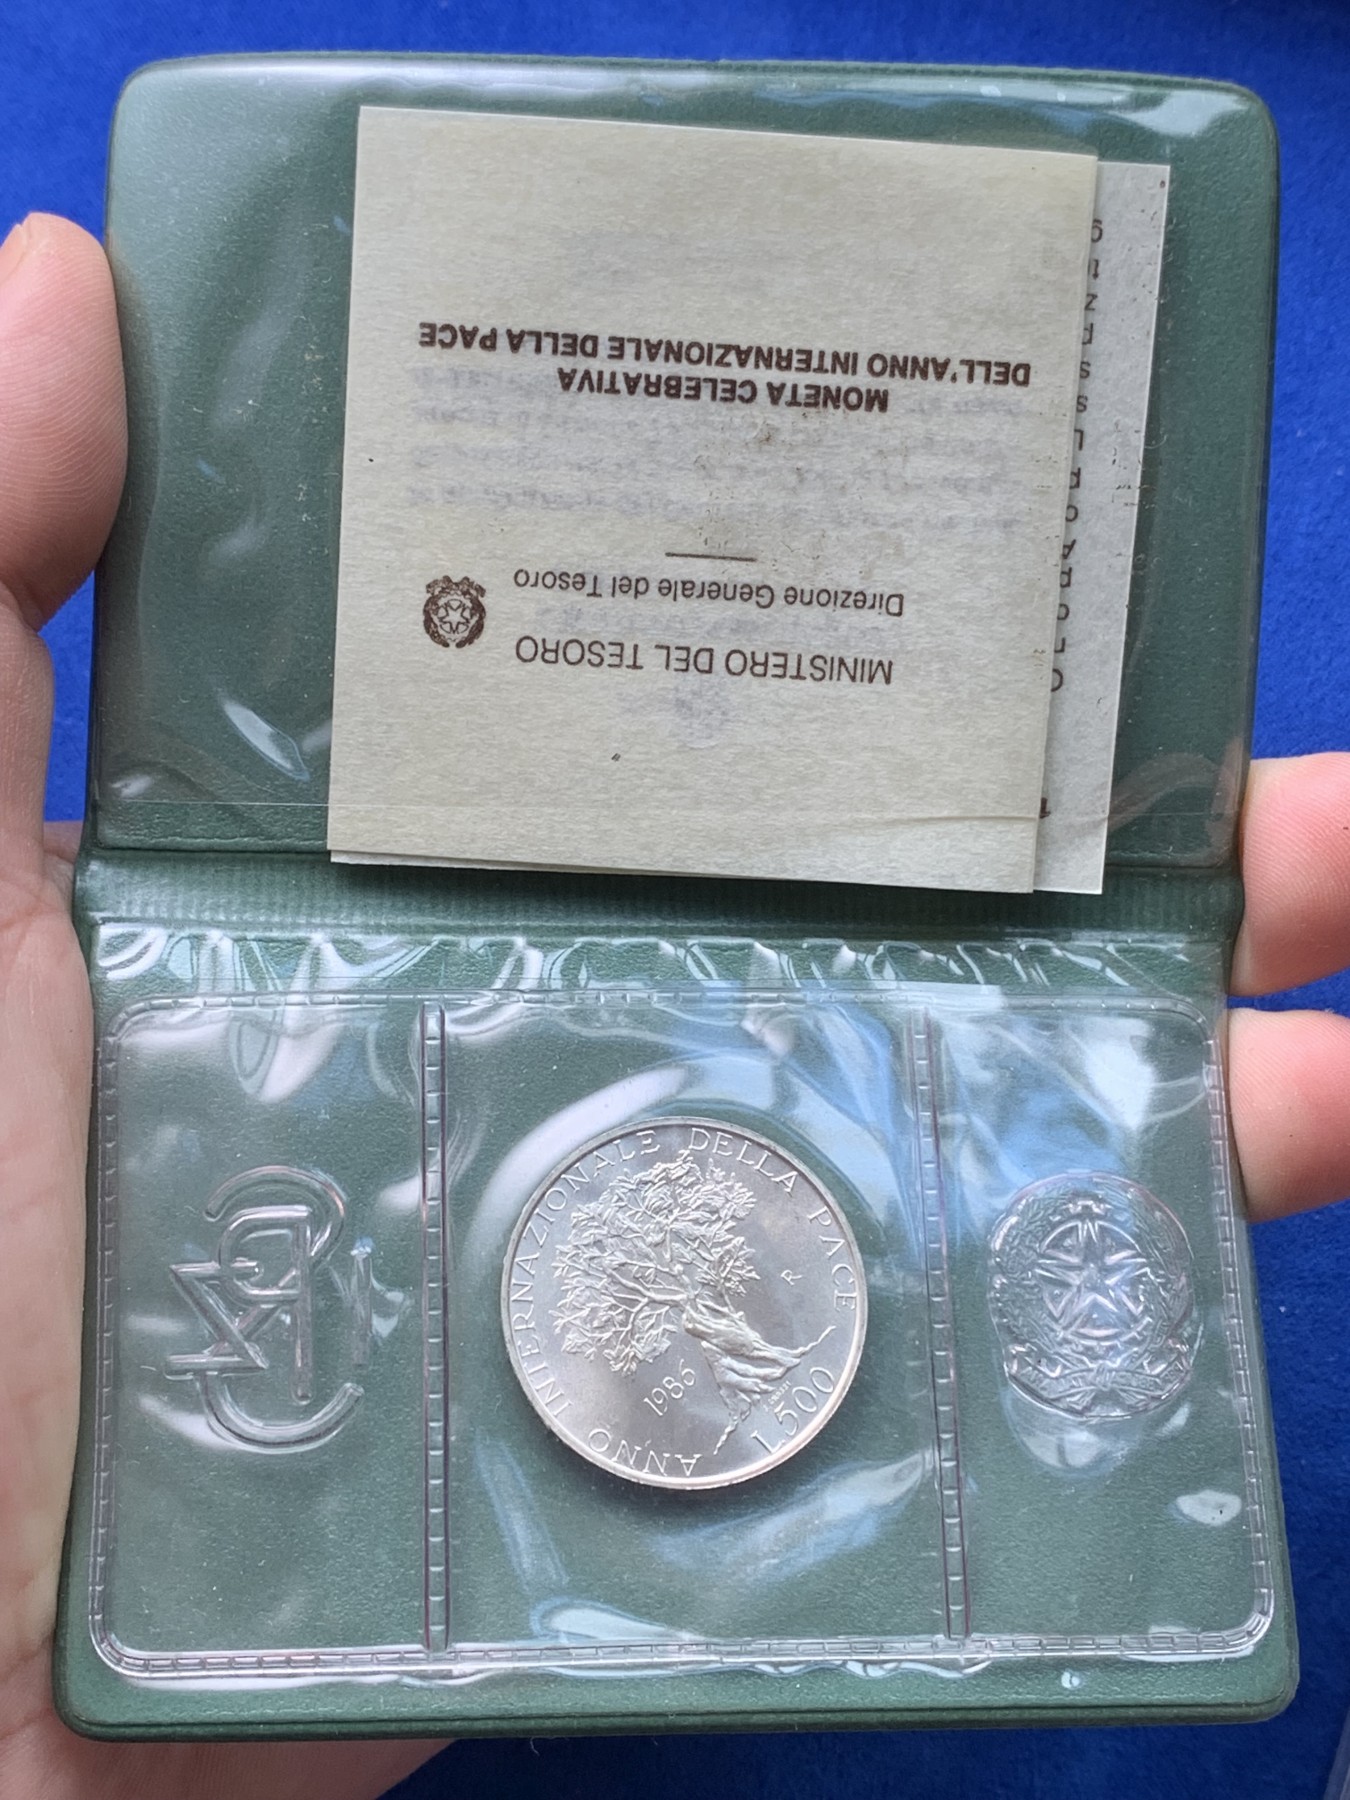 MINISTERO DEL TESORO
Direzione Generale del Tesoro
MONETA CELEBRATIVA
DELL'ANNO INTERNAZIONALE DELLA PACE
ANNO INTERNAZIONALE DELLA PACE
R
1986
L.500